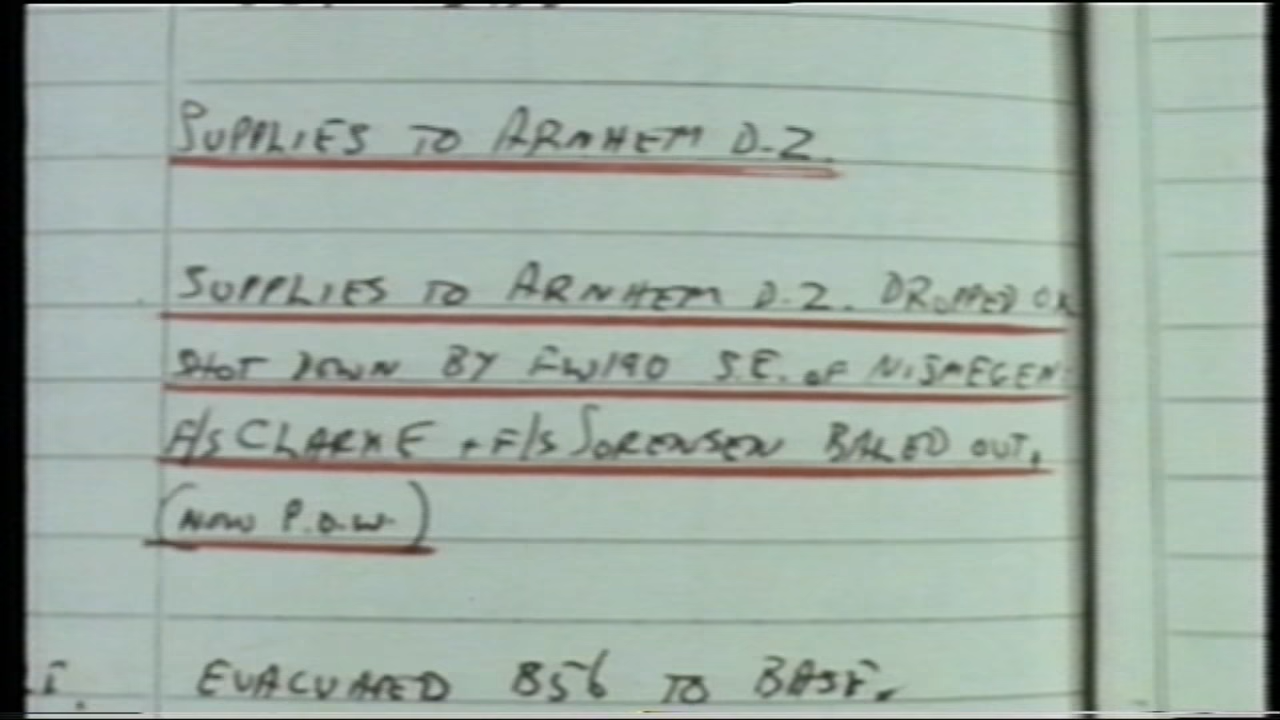 SUPPLIES TO ARNHEM D-Z.
SUPPLIES TO ARNHEM D-Z. DROPPED OK
SHOT DOWN BY FW190 S.E. OF NIJMEGEN
F/S CLARKE + F/S SORENSEN BALED OUT.
(NOW P.O.W.)
EVACUATED B56 TO BASE.